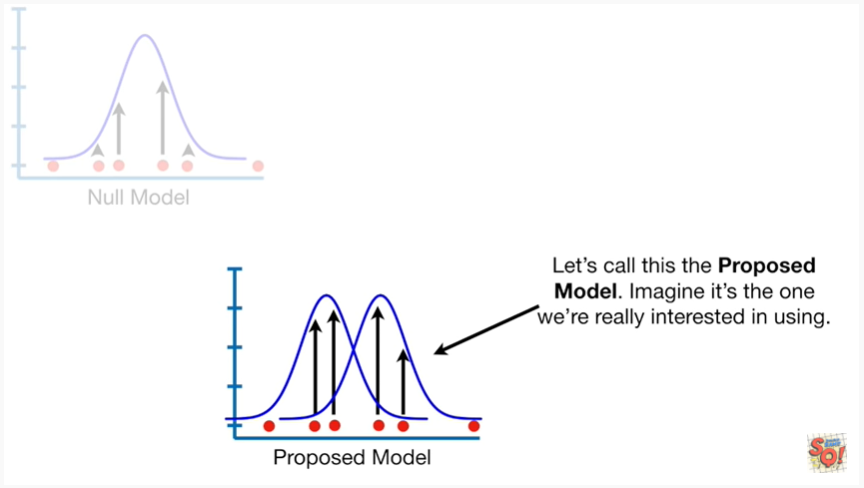 Null Model
Let's call this the Proposed
Model. Imagine it's the one
we're really interested in using.
Proposed Model
SQ!